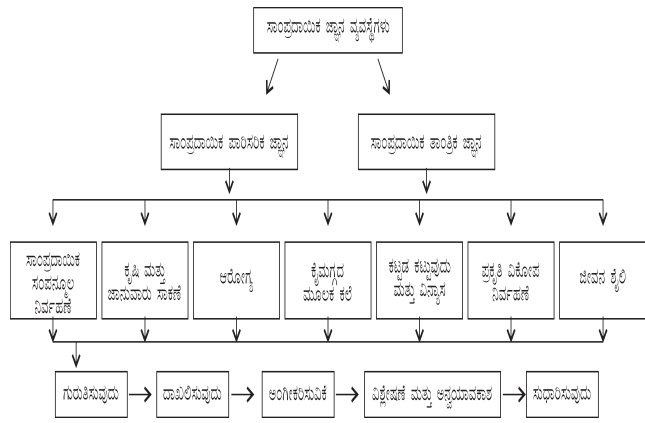 ಸಾಂಪ್ರದಾಯಿಕ ಜ್ಞಾನ ವ್ಯವಸ್ಥೆಗಳು
ಸಾಂಪ್ರದಾಯಿಕ ಪಾರಿಸರಿಕ ಜ್ಞಾನ
ಸಾಂಪ್ರದಾಯಿಕ ತಾಂತ್ರಿಕ ಜ್ಞಾನ
ಸಾಂಪ್ರದಾಯಿಕ
ಸಂಪನ್ಮೂಲ
ನಿರ್ವಹಣೆ
ಕೃಷಿ ಮತ್ತು
ಜಾನುವಾರು ಸಾಕಣೆ
ಆರೋಗ್ಯ
ಕೈಮಗ್ಗದ
ಮೂಲಕ ಕಲೆ
ಕಟ್ಟಡ ಕಟ್ಟುವುದು
ಮತ್ತು ವಿನ್ಯಾಸ
ಪ್ರಕೃತಿ ವಿಕೋಪ
ನಿರ್ವಹಣೆ
ಜೀವನ ಶೈಲಿ
ಗುರುತಿಸುವುದು
ದಾಖಲಿಸುವುದು
ಅಂಗೀಕರಿಸುವಿಕೆ
ವಿಶ್ಲೇಷಣೆ ಮತ್ತು ಅನ್ವಯಾವಕಾಶ
ಸುಧಾರಿಸುವುದು